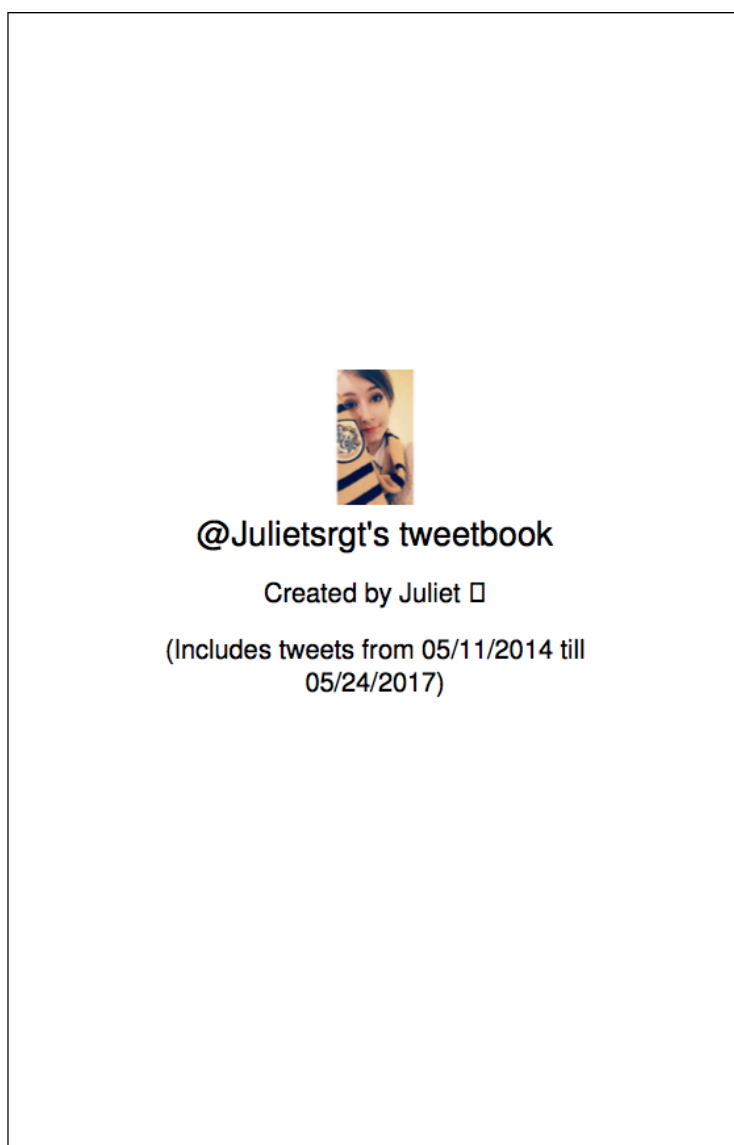 @Julietsrgt's tweetbook
Created by Juliet 
(Includes tweets from 05/11/2014 till
05/24/2017)